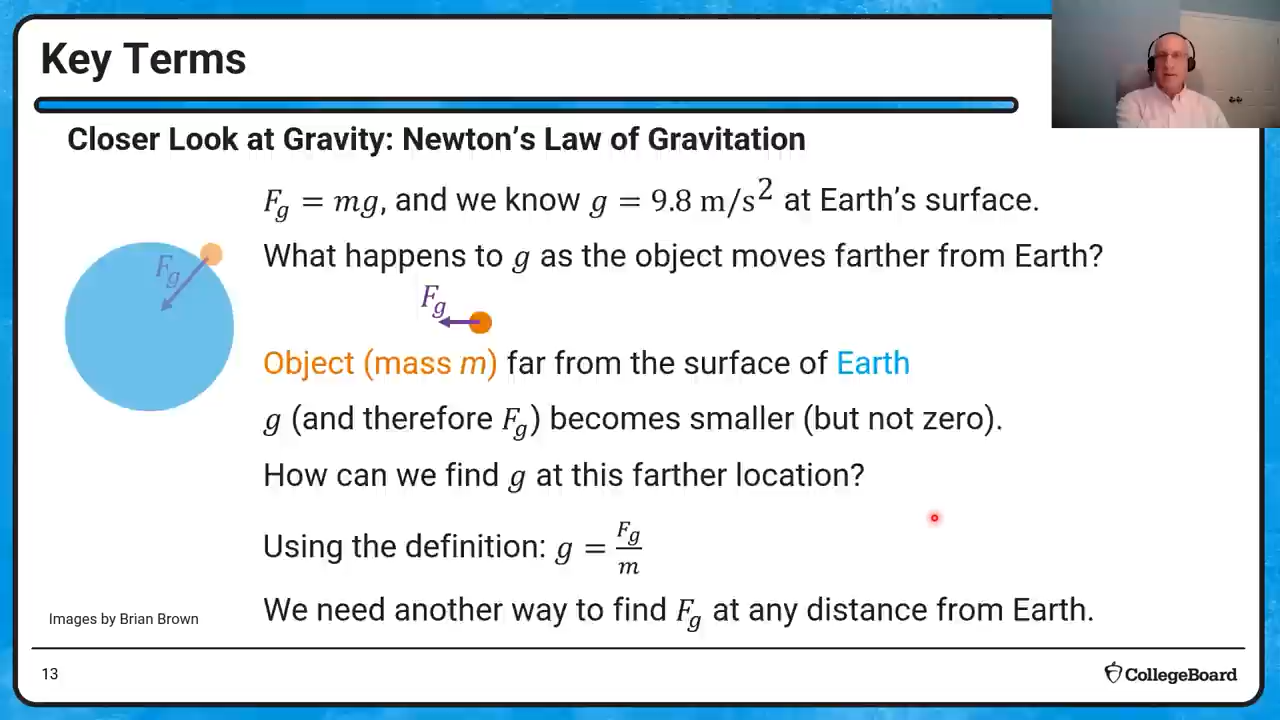 Key Terms
Closer Look at Gravity: Newton's Law of Gravitation
F_g = mg, and we know g = 9.8 m/s² at Earth's surface.
What happens to g as the object moves farther from Earth?
F_g
F_g
Object (mass m) far from the surface of Earth
g (and therefore F_g) becomes smaller (but not zero).
How can we find g at this farther location?
Using the definition: g = F_g/m
We need another way to find F_g at any distance from Earth.
Images by Brian Brown
13
CollegeBoard